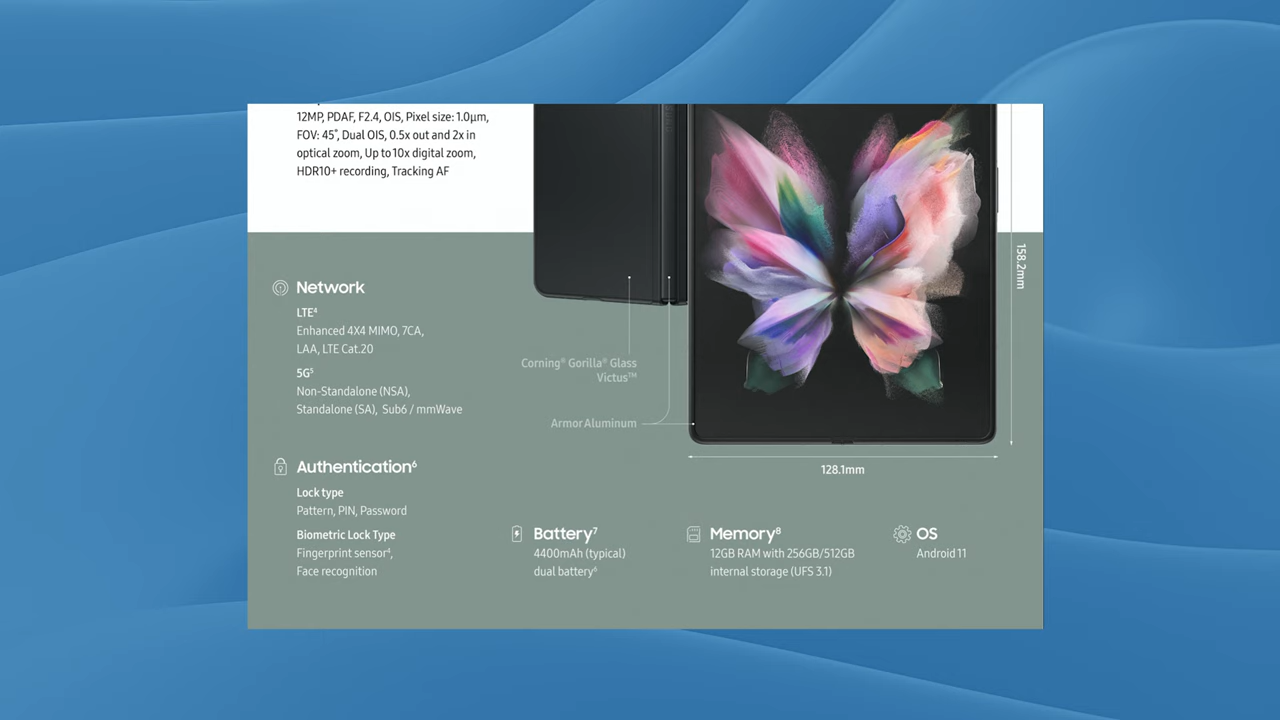 12MP, PDAF, F2.4, OIS, Pixel size: 1.0μm,
FOV: 45˚, Dual OIS, 0.5x out and 2x in
optical zoom, Up to 10x digital zoom,
HDR10+ recording, Tracking AF
158.2mm
Network
LTE⁴
Enhanced 4X4 MIMO, 7CA,
LAA, LTE Cat.20
5G⁵
Non-Standalone (NSA),
Standalone (SA), Sub6 / mmWave
Corning® Gorilla® Glass
Victus™
Armor Aluminum
128.1mm
Authentication⁶
Lock type
Pattern, PIN, Password
Biometric Lock Type
Fingerprint sensor⁴,
Face recognition
Battery⁷
4400mAh (typical)
dual battery⁶
Memory⁸
12GB RAM with 256GB/512GB
internal storage (UFS 3.1)
OS
Android 11